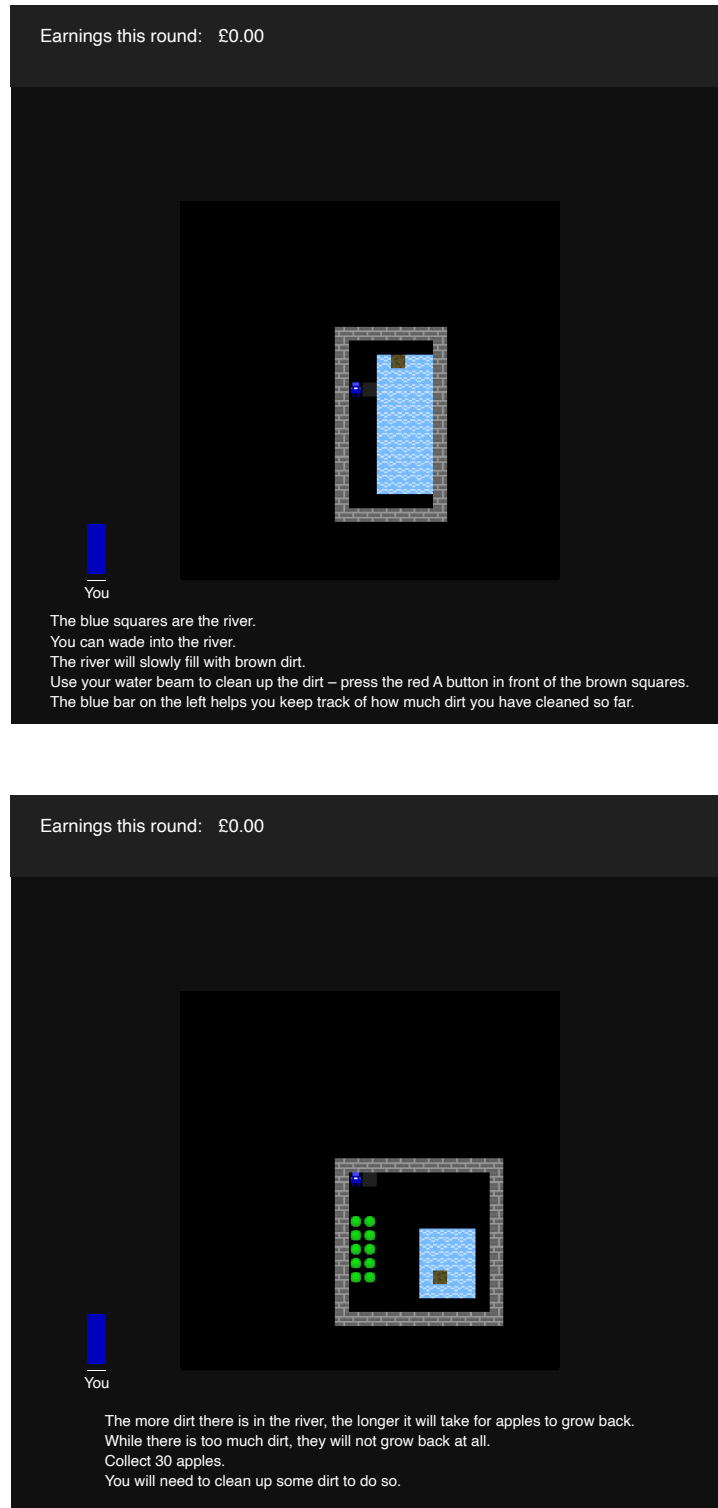 Earnings this round: £0.00
You
The blue squares are the river.
You can wade into the river.
The river will slowly fill with brown dirt.
Use your water beam to clean up the dirt – press the red A button in front of the brown squares.
The blue bar on the left helps you keep track of how much dirt you have cleaned so far.
Earnings this round: £0.00
You
The more dirt there is in the river, the longer it will take for apples to grow back.
While there is too much dirt, they will not grow back at all.
Collect 30 apples.
You will need to clean up some dirt to do so.